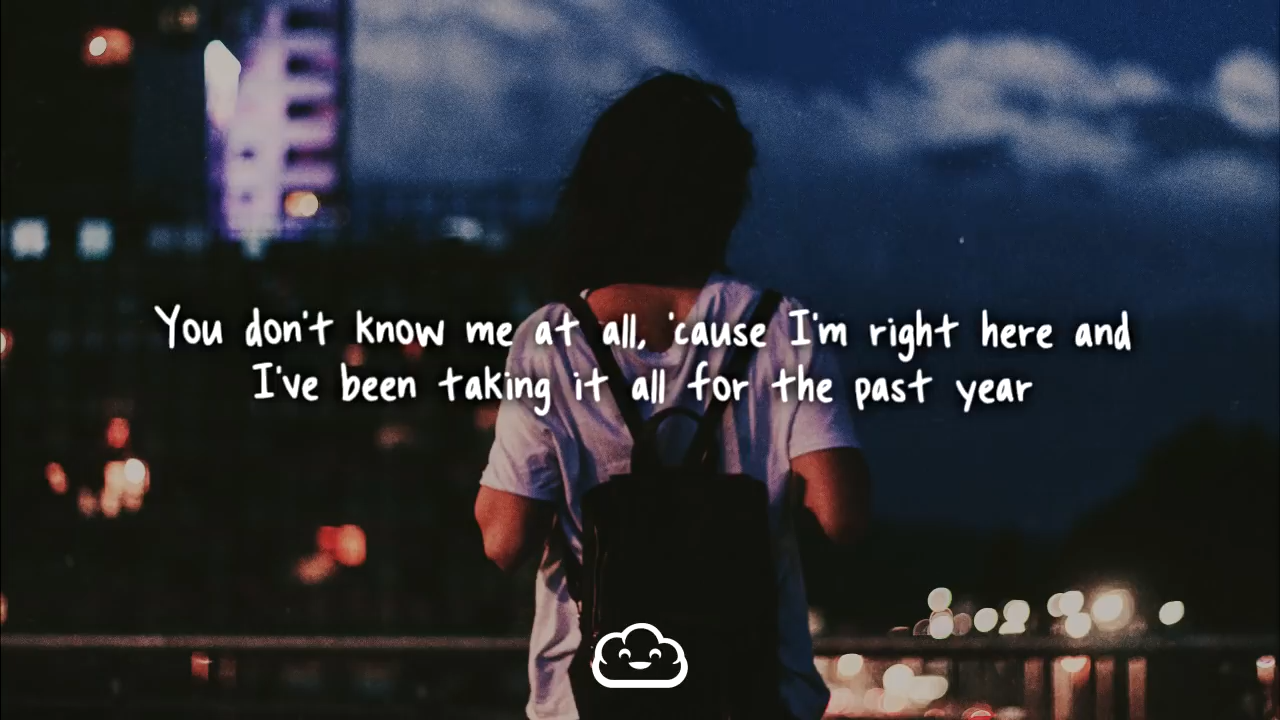 You don't know me at all, 'cause I'm right here and
I've been taking it all for the past year